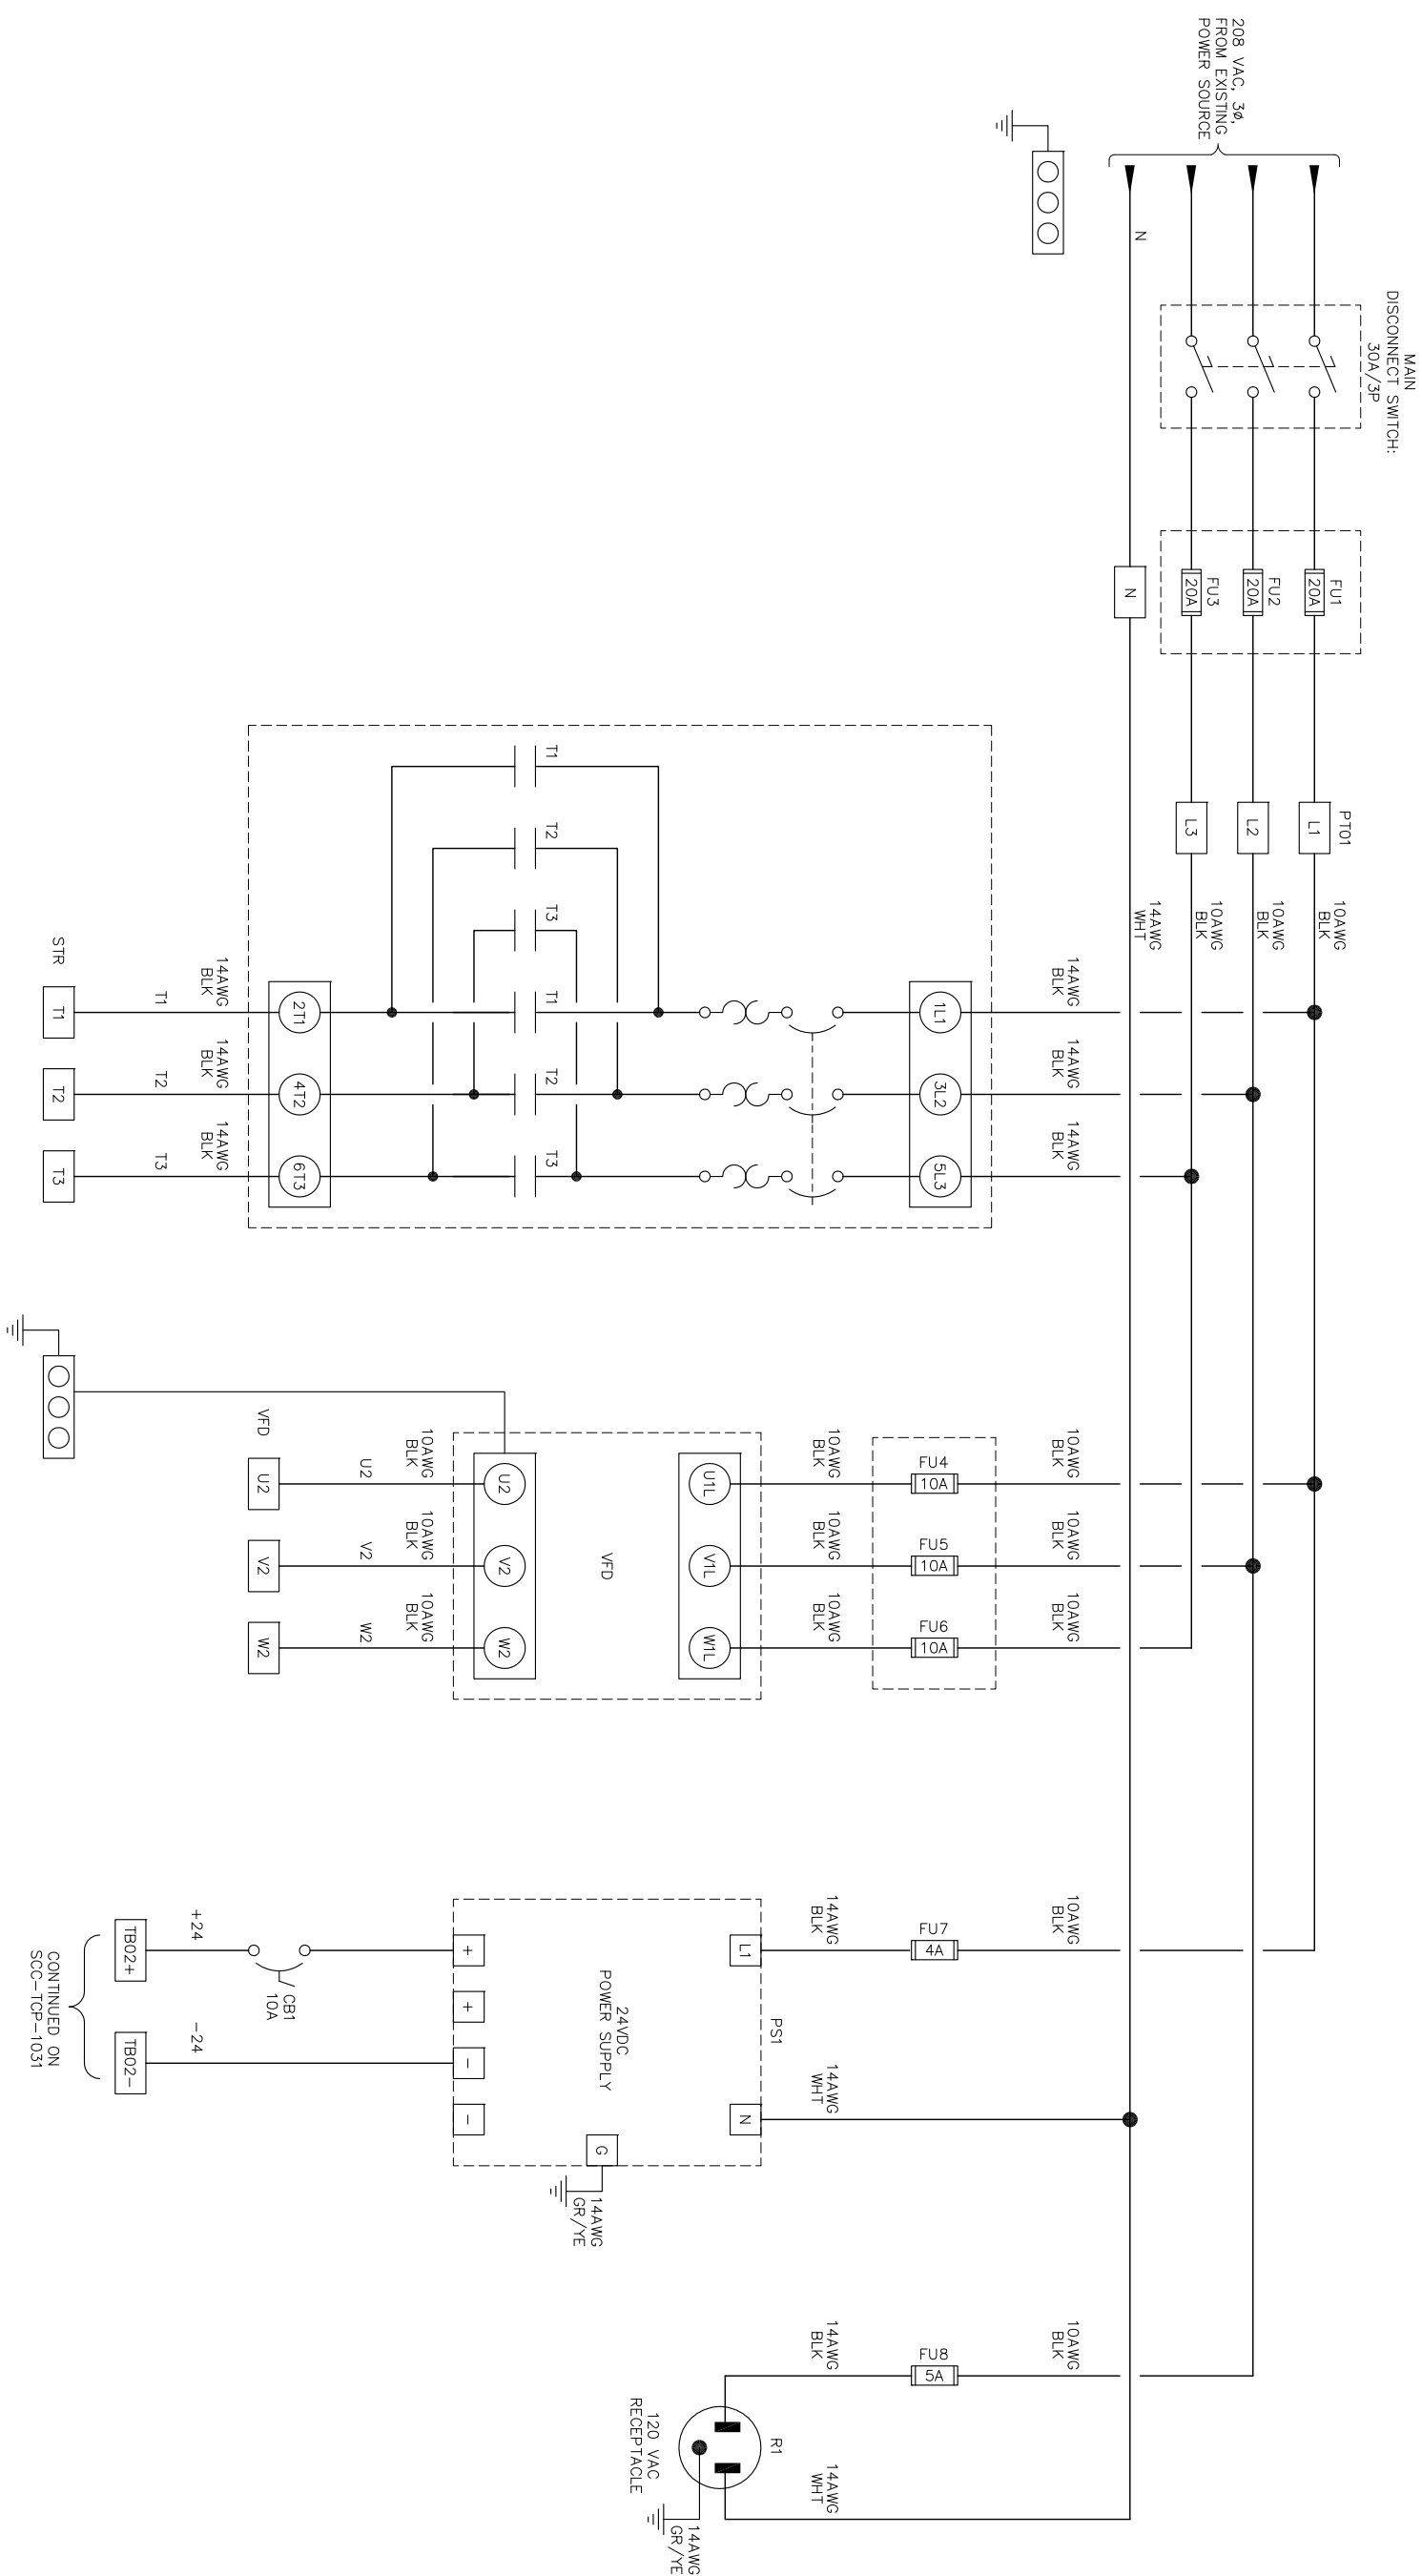 208 VAC, 3Ø,
FROM EXISTING
POWER SOURCE
MAIN
DISCONNECT SWITCH:
30A/3P
N
FU1
20A
FU2
20A
FU3
20A
N
PT01
L1
L2
L3
10AWG
BLK
10AWG
BLK
10AWG
BLK
14AWG
WHT
14AWG
BLK
14AWG
BLK
14AWG
BLK
1L1
3L2
5L3
T1
T2
T3
T1
T2
T3
2T1
4T2
6T3
14AWG
BLK
14AWG
BLK
14AWG
BLK
T1
T2
T3
STR
T1
T2
T3
10AWG
BLK
10AWG
BLK
10AWG
BLK
FU4
10A
FU5
10A
FU6
10A
10AWG
BLK
10AWG
BLK
10AWG
BLK
U1L
V1L
W1L
VFD
U2
V2
W2
10AWG
BLK
10AWG
BLK
10AWG
BLK
U2
V2
W2
VFD
U2
V2
W2
10AWG
BLK
FU7
4A
14AWG
BLK
14AWG
WHT
PS1
L1
N
24VDC
POWER SUPPLY
G
14AWG
GR/YE
+
+
-
-
CB1
10A
+24
-24
TB02+
TB02-
CONTINUED ON
SCC-TCP-1031
10AWG
BLK
FU8
5A
14AWG
BLK
14AWG
WHT
R1
120 VAC
RECEPTACLE
14AWG
GR/YE